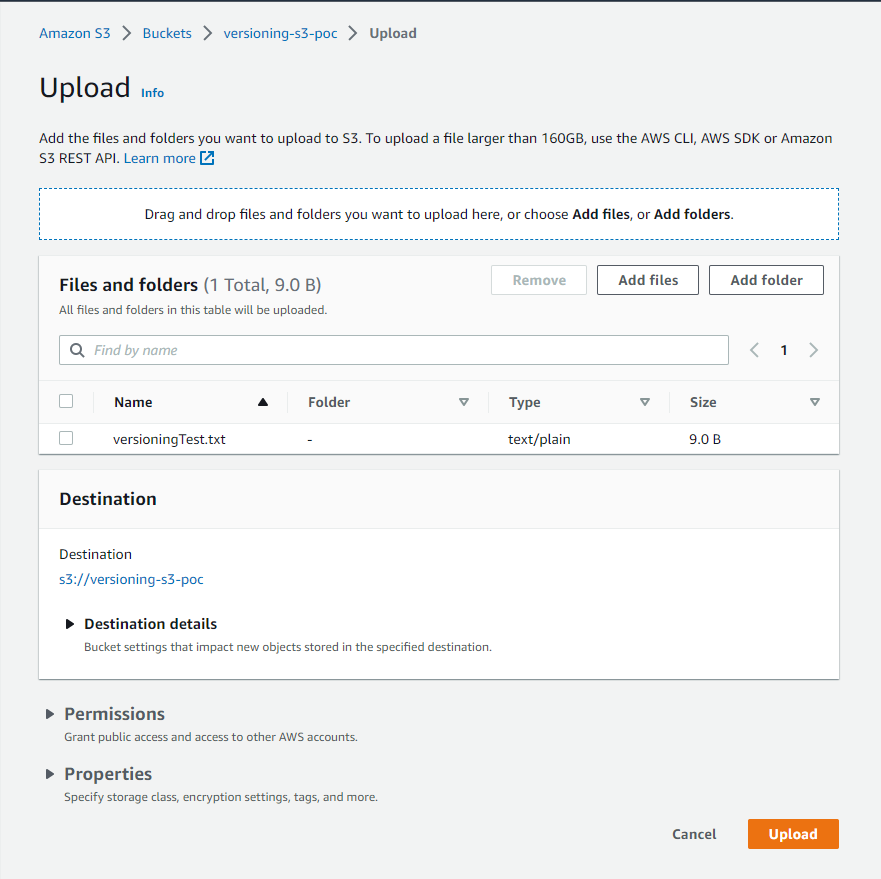 Amazon S3 > Buckets > versioning-s3-poc > Upload
Upload Info
Add the files and folders you want to upload to S3. To upload a file larger than 160GB, use the AWS CLI, AWS SDK or Amazon
S3 REST API. Learn more
Drag and drop files and folders you want to upload here, or choose Add files, or Add folders.
Files and folders (1 Total, 9.0 B)
Remove Add files Add folder
All files and folders in this table will be uploaded.
Find by name
< 1 >
Name Folder Type Size
versioningTest.txt - text/plain 9.0 B
Destination
Destination
s3://versioning-s3-poc
Destination details
Bucket settings that impact new objects stored in the specified destination.
Permissions
Grant public access and access to other AWS accounts.
Properties
Specify storage class, encryption settings, tags, and more.
Cancel Upload